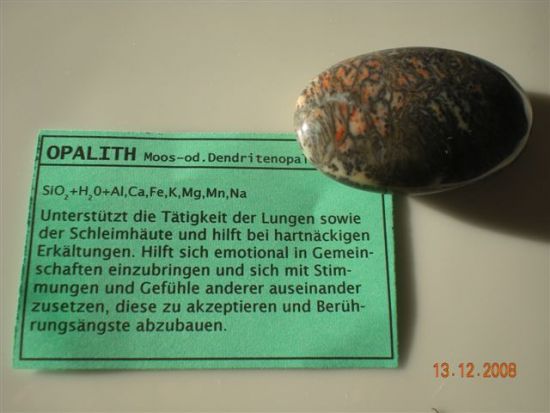 OPALITH Moos-od.Dendritenopal
SiO2+H2O+Al,Ca,Fe,K,Mg,Mn,Na
Unterstützt die Tätigkeit der Lungen sowie
der Schleimhäute und hilft bei hartnäckigen
Erkältungen. Hilft sich emotional in Gemein-
schaften einzubringen und sich mit Stim-
mungen und Gefühle anderer auseinander
zusetzen, diese zu akzeptieren und Berüh-
rungsängste abzubauen.
13.12.2008